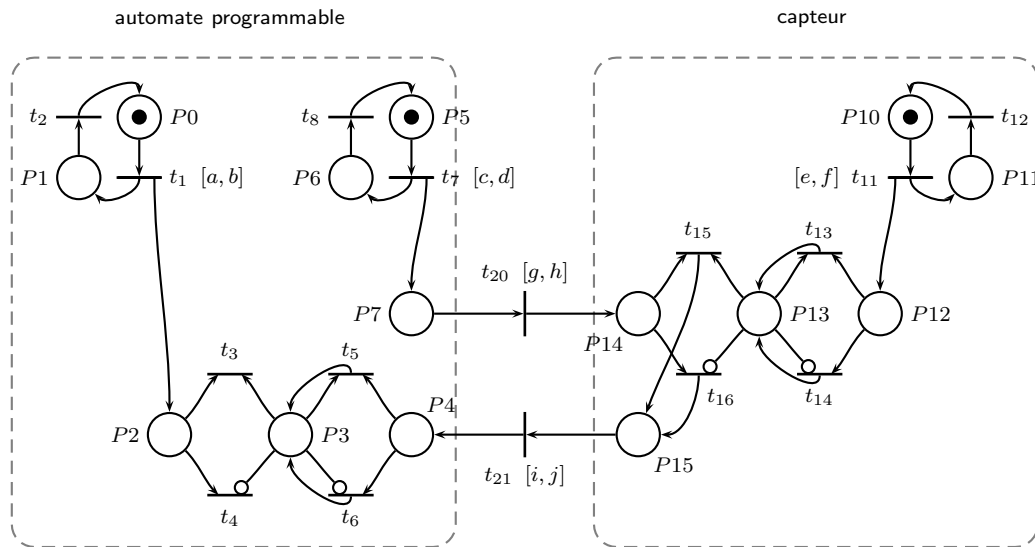 automate programmable
capteur
t2 P0
t8 P5
P10 t12
P1 t1 [a, b]
P6 t7 [c, d]
[e, f] t11 P11
t15 t13
t20 [g, h]
P7
P14
P13
P12
t3 t5
t16 t14
P4
P2 P3
P15
t21 [i, j]
t4 t6